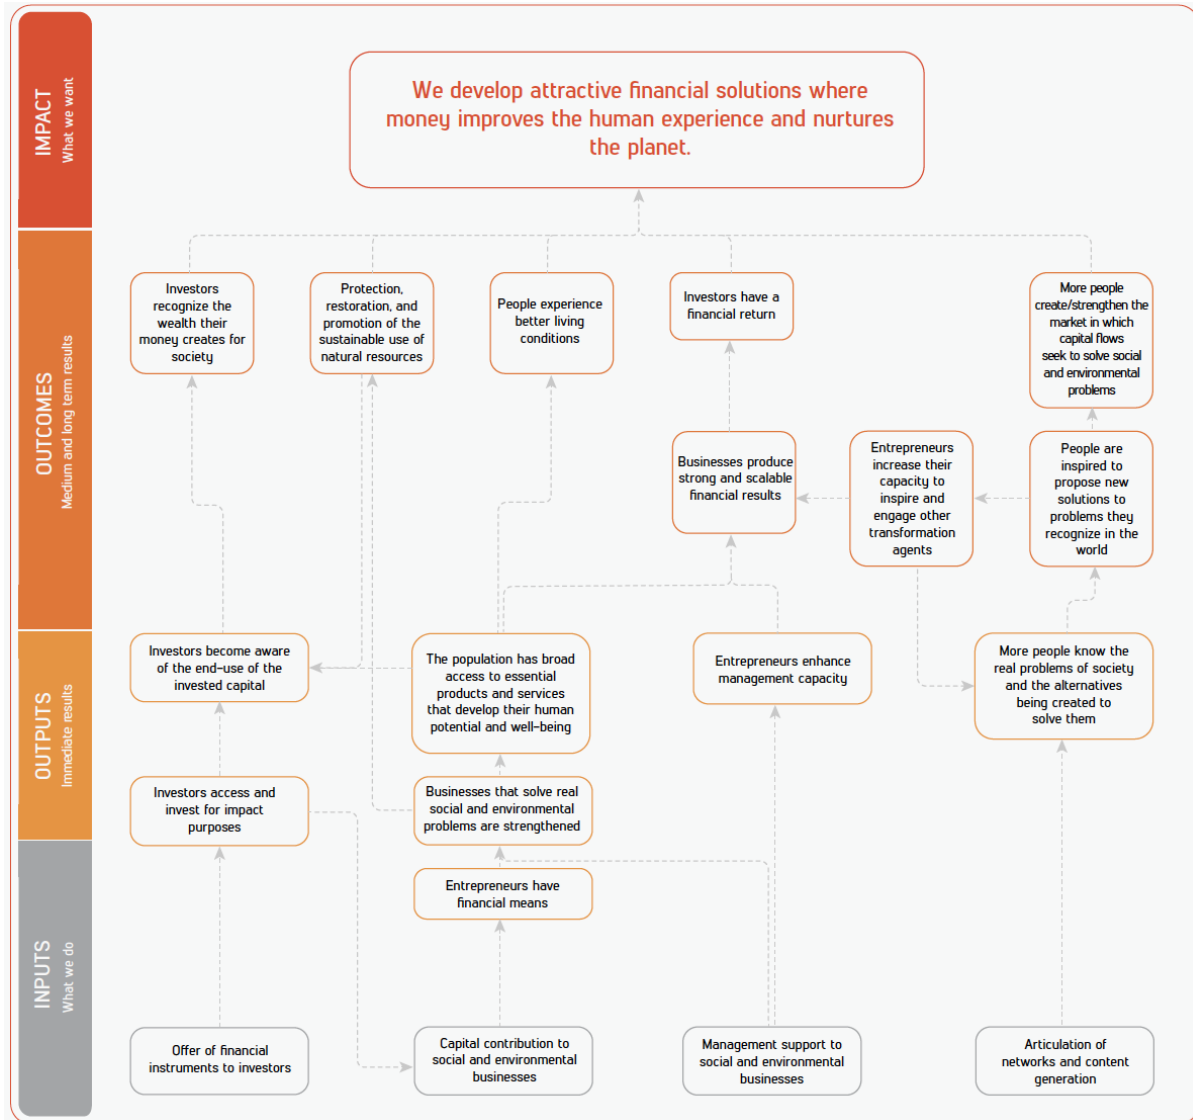 IMPACT
What we want
We develop attractive financial solutions where
money improves the human experience and nurtures
the planet.
OUTCOMES
Medium and long term results
Investors
recognize the
wealth their
money creates for
society
Protection,
restoration, and
promotion of the
sustainable use of
natural resources
People experience
better living
conditions
Investors have a
financial return
More people
create/strengthen the
market in which
capital flows
seek to solve social
and environmental
problems
Businesses produce
strong and scalable
financial results
Entrepreneurs
increase their
capacity to
inspire and
engage other
transformation
agents
People are
inspired to
propose new
solutions to
problems they
recognize in the
world
OUTPUTS
Immediate results
Investors become aware
of the end-use of the
invested capital
The population has broad
access to essential
products and services
that develop their human
potential and well-being
Entrepreneurs enhance
management capacity
More people know the
real problems of society
and the alternatives
being created to
solve them
Investors access and
invest for impact
purposes
Businesses that solve real
social and environmental
problems are strengthened
INPUTS
What we do
Entrepreneurs have
financial means
Offer of financial
instruments to investors
Capital contribution to
social and environmental
businesses
Management support to
social and environmental
businesses
Articulation of
networks and content
generation